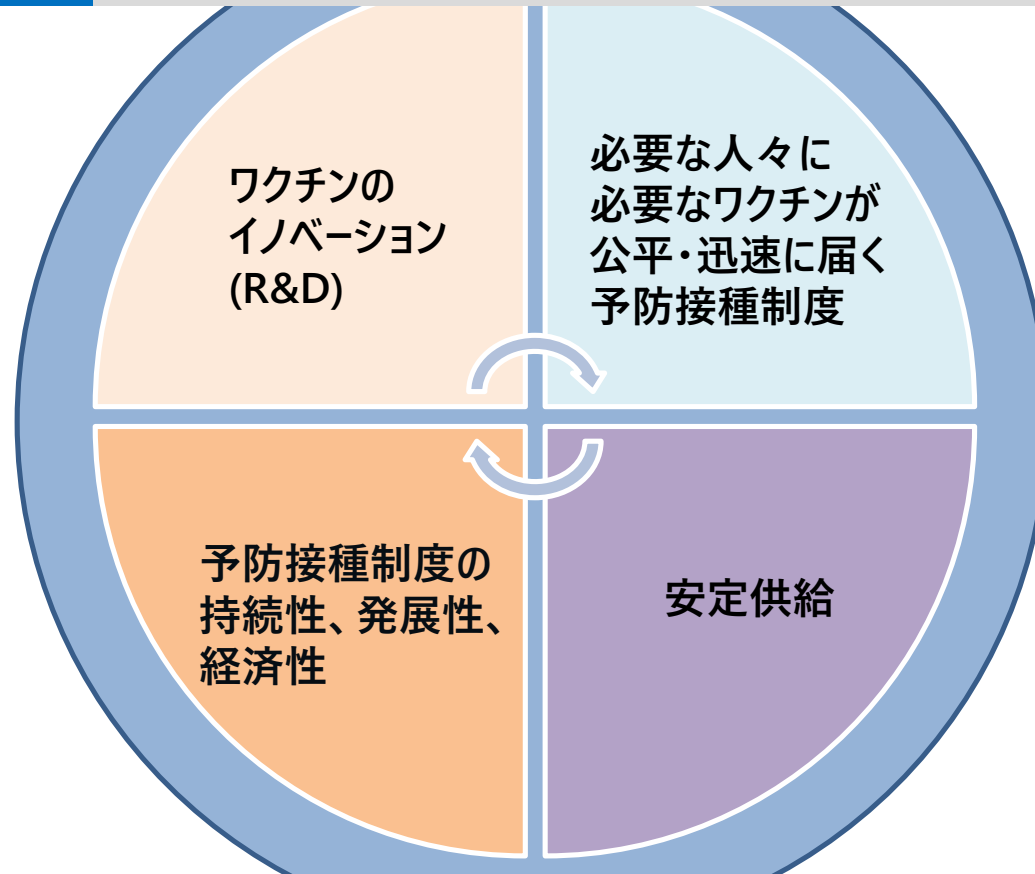 ワクチンの
イノベーション
(R&D)
必要な人々に
必要なワクチンが
公平・迅速に届く
予防接種制度
予防接種制度の
持続性、発展性、
経済性
安定供給